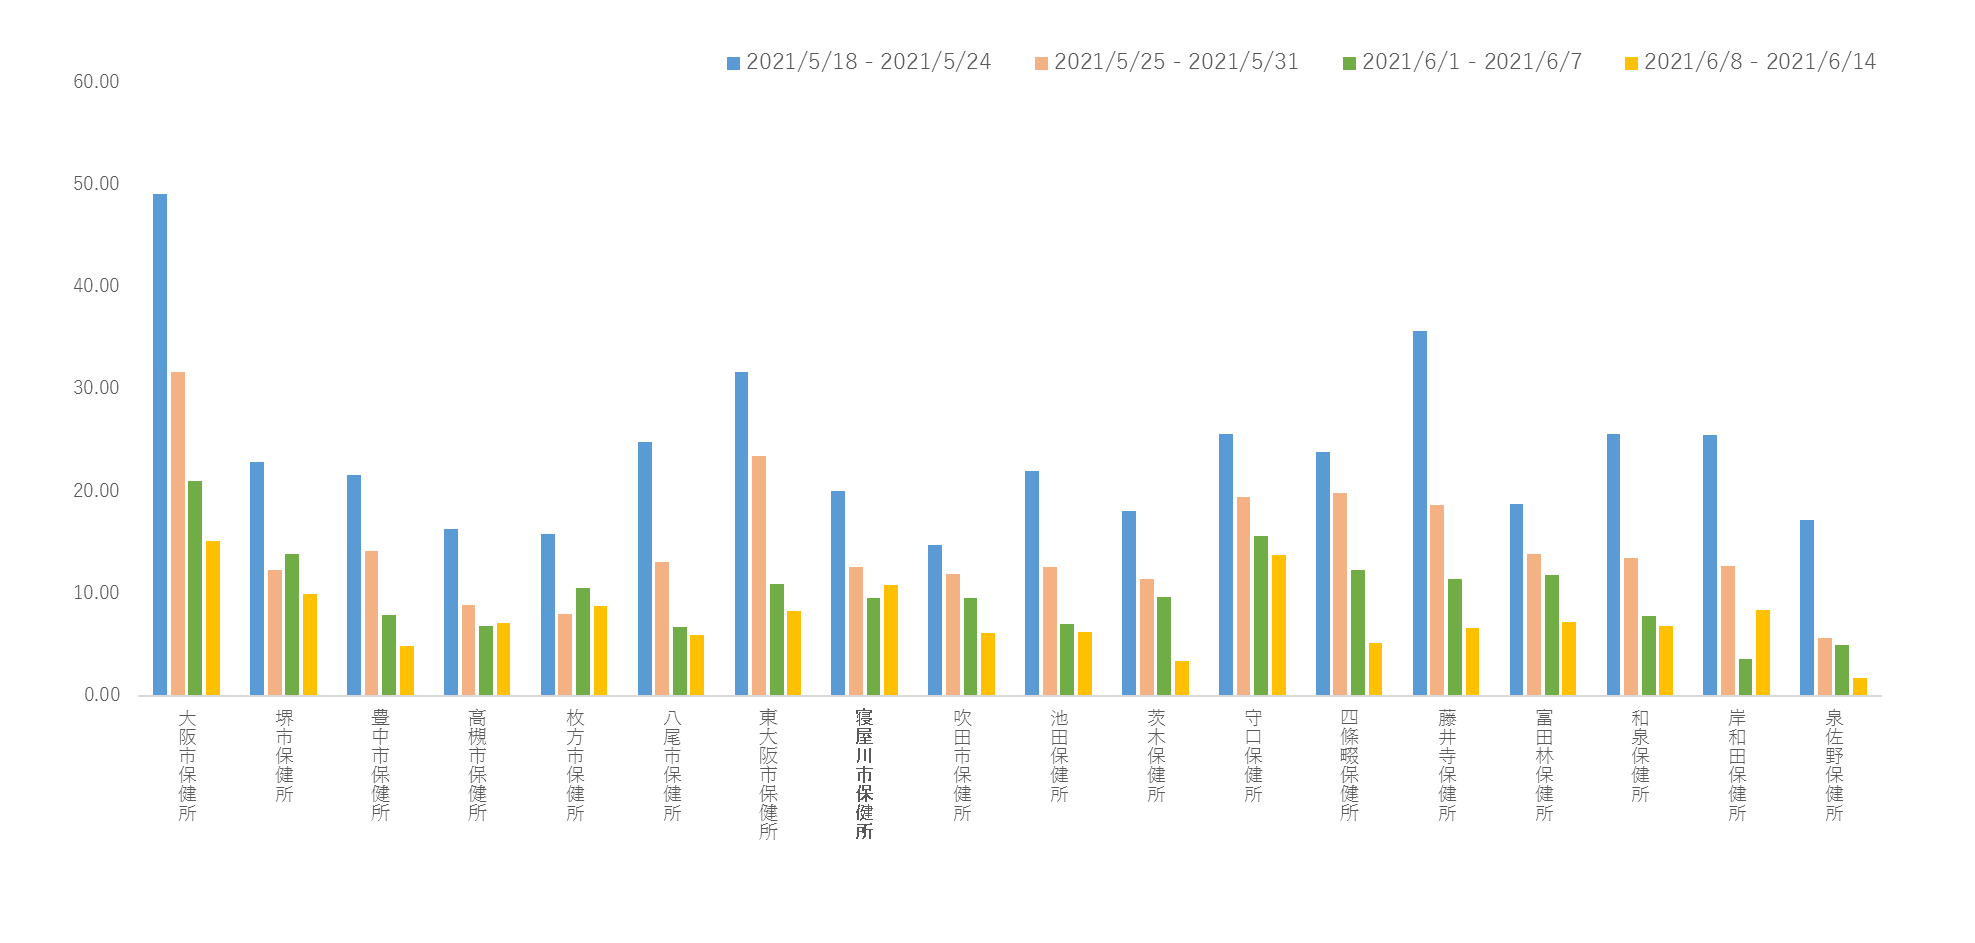 2021/5/18 - 2021/5/24 2021/5/25 - 2021/5/31 2021/6/1 - 2021/6/7 2021/6/8 - 2021/6/14
60.00
50.00
40.00
30.00
20.00
10.00
0.00
大阪市保健所
堺市保健所
豊中市保健所
高槻市保健所
枚方市保健所
八尾市保健所
東大阪市保健所
寝屋川市保健所
吹田市保健所
池田保健所
茨木保健所
守口保健所
四條畷保健所
藤井寺保健所
富田林保健所
和泉保健所
岸和田保健所
泉佐野保健所